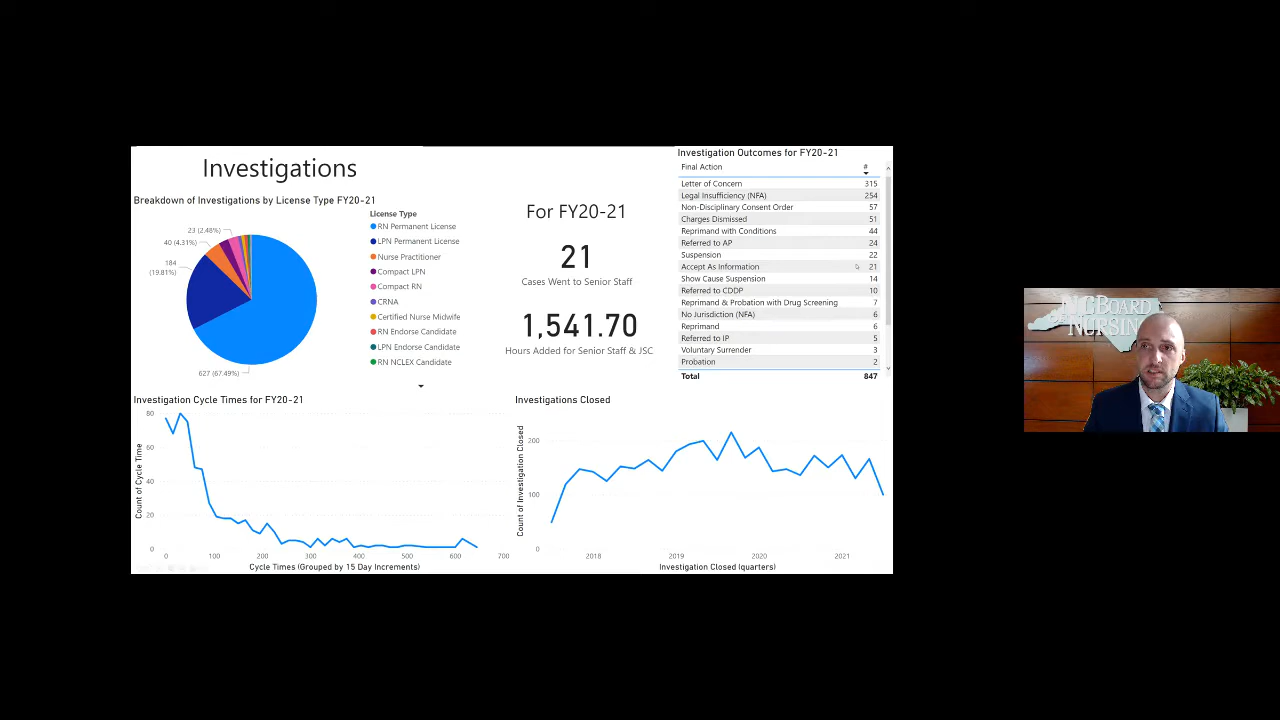 Investigations
Breakdown of Investigations by License Type FY20-21
23 (2.48%)
40 (4.31%)
184
(19.81%)
627 (67.49%)
License Type
RN Permanent License
LPN Permanent License
Nurse Practitioner
Compact LPN
Compact RN
CRNA
Certified Nurse Midwife
RN Endorse Candidate
LPN Endorse Candidate
RN NCLEX Candidate
For FY20-21
21
Cases Went to Senior Staff
1,541.70
Hours Added for Senior Staff & JSC
Investigation Outcomes for FY20-21
Final Action #
Letter of Concern 315
Legal Insufficiency (NFA) 254
Non-Disciplinary Consent Order 57
Charges Dismissed 51
Reprimand with Conditions 44
Referred to AP 24
Suspension 22
Accept As Information 21
Show Cause Suspension 14
Referred to CDDP 10
Reprimand & Probation with Drug Screening 7
No Jurisdiction (NFA) 6
Reprimand 6
Referred to IP 5
Voluntary Surrender 3
Probation 2
Total 847
Investigation Cycle Times for FY20-21
Count of Cycle Time
80
60
40
20
0
0 100 200 300 400 500 600 700
Cycle Times (Grouped by 15 Day Increments)
Investigations Closed
Count of Investigation Closed
200
100
0
2018 2019 2020 2021
Investigation Closed (quarters)
NC BOARD
NURSING